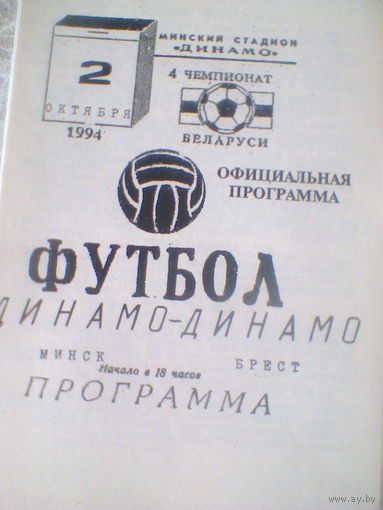 МИНСКИЙ СТАДИОН
«ДИНАМО»
2
ОКТЯБРЯ
1994
4 ЧЕМПИОНАТ
БЕЛАРУСИ
ОФИЦИАЛЬНАЯ
ПРОГРАММА
ФУТБОЛ
ДИНАМО-ДИНАМО
МИНСК БРЕСТ
Начало в 18 часов
ПРОГРАММА
www.ay.by